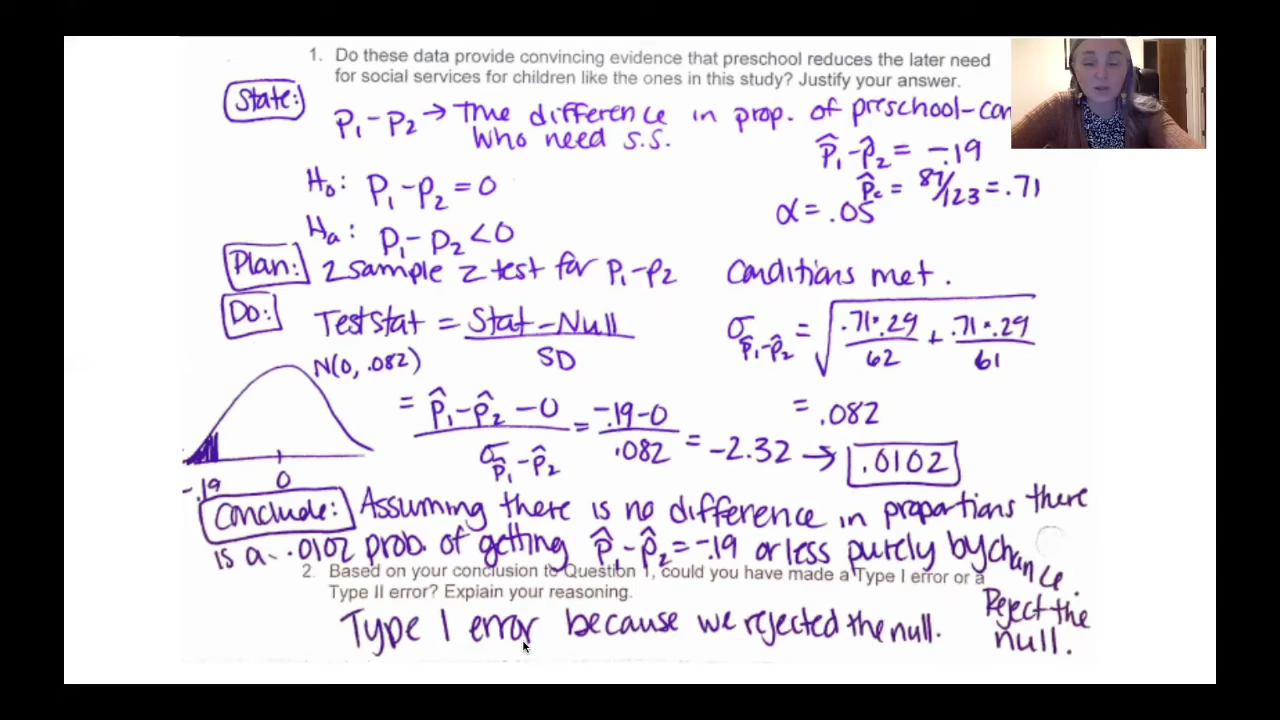 1. Do these data provide convincing evidence that preschool reduces the later need
for social services for children like the ones in this study? Justify your answer.
State:
P₁-P₂ → True difference in prop. of preschool-con
who need s.s.
p̂₁-p̂₂ = -.19
p̂c = 87/123 = .71
α = .05
H₀: P₁-P₂ = 0
Hₐ: P₁-P₂ < 0
Plan: 2 sample z test for P₁-P₂ Conditions met.
Do: Test stat = Stat-Null / SD
σ p̂₁-p̂₂ = √ .71*.29 / 62 + .71*.29 / 61
= .082
N(0, .082)
= p̂₁-p̂₂ - 0 / σ p̂₁-p̂₂ = -.19-0 / .082 = -2.32 → .0102
-.19 0
Conclude: Assuming there is no difference in proportions there
is a .0102 prob. of getting p̂₁-p̂₂ = -.19 or less purely by chance.
Reject the
null.
2. Based on your conclusion to Question 1, could you have made a Type I error or a
Type II error? Explain your reasoning.
Type 1 error because we rejected the null.